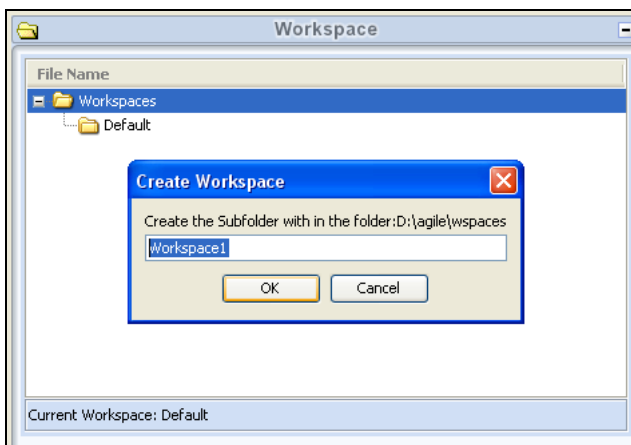 Workspace
File Name
Workspaces
Default
Create Workspace
Create the Subfolder with in the folder:D:\agile\wspaces
Workspace1
OK
Cancel
Current Workspace: Default